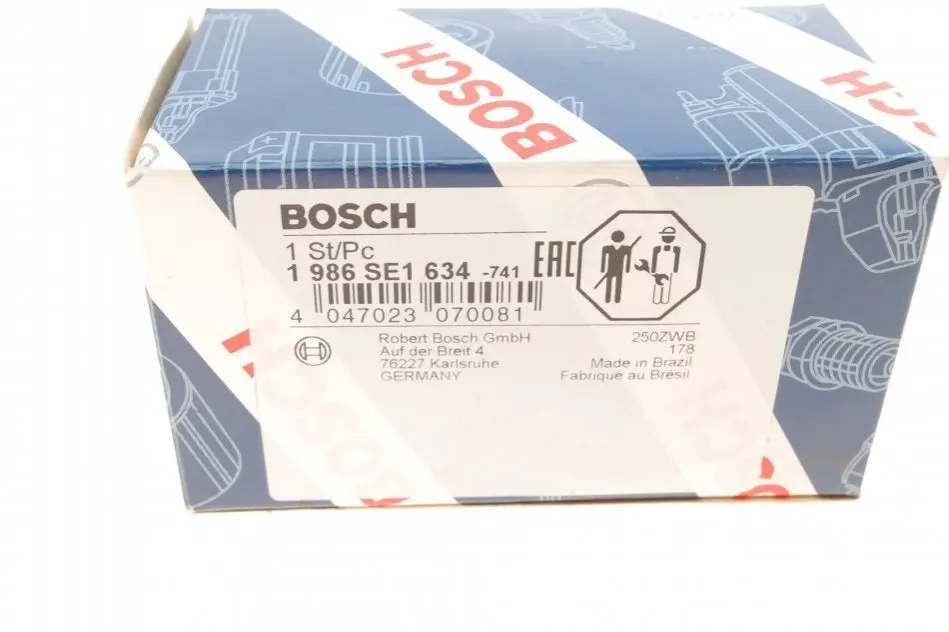 BOSCH
BOSCH
BOSCH
1 St/Pc
1 986 SE1 634 -741
EAC
4 047023 070081
Robert Bosch GmbH
Auf der Breit 4
76227 Karlsruhe
GERMANY
250ZWB
178
Made in Brazil
Fabriqué au Brésil